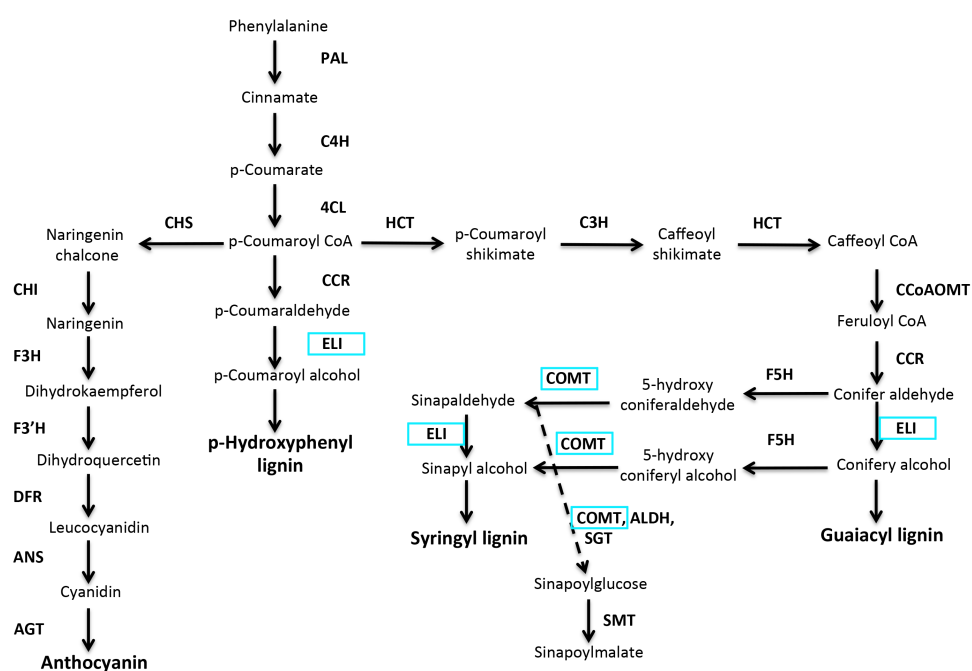 Phenylalanine
PAL
Cinnamate
C4H
p-Coumarate
4CL
CHS
HCT
C3H
HCT
Naringenin
chalcone
p-Coumaroyl CoA
p-Coumaroyl
shikimate
Caffeoyl
shikimate
Caffeoyl CoA
CHI
CCR
CCoAOMT
Naringenin
p-Coumaraldehyde
Feruloyl CoA
F3H
ELI
CCR
Dihydrokaempferol
p-Coumaroyl alcohol
COMT
F5H
Sinapaldehyde
5-hydroxy
coniferaldehyde
Conifer aldehyde
F3’H
p-Hydroxyphenyl
lignin
ELI
COMT
F5H
ELI
Dihydroquercetin
Sinapyl alcohol
5-hydroxy
coniferyl alcohol
Conifery alcohol
DFR
Leucocyanidin
Syringyl lignin
COMT, ALDH,
SGT
Guaiacyl lignin
ANS
Cyanidin
Sinapoylglucose
AGT
SMT
Anthocyanin
Sinapoylmalate